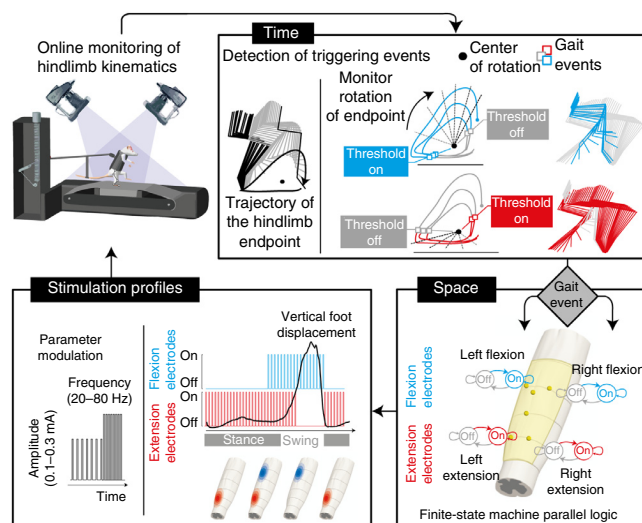 Online monitoring of
hindlimb kinematics
Time
Detection of triggering events
Center
of rotation
Gait
events
Monitor
rotation
of endpoint
Threshold
off
Threshold
on
Trajectory of
the hindlimb
endpoint
Threshold
off
Threshold
on
Gait
event
Space
Left flexion
Right flexion
Off
On
Off
On
Flexion
electrodes
Off
On
Off
On
Extension
electrodes
Left
extension
Right
extension
Finite-state machine parallel logic
Stimulation profiles
Parameter
modulation
Frequency
(20–80 Hz)
Amplitude
(0.1–0.3 mA)
Time
Vertical foot
displacement
Flexion
electrodes
On
Off
Extension
electrodes
On
Off
Stance
Swing